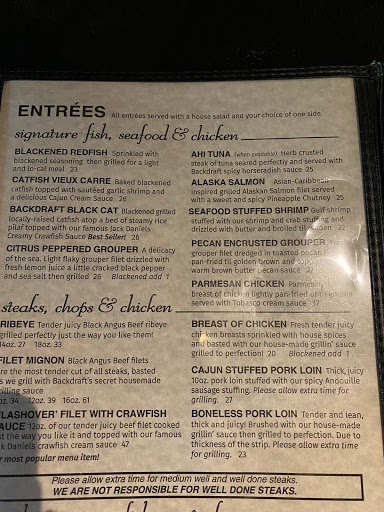 ENTRÉES All entrées served with a house salad and your choice of one side.
signature fish, seafood & chicken
BLACKENED REDFISH Sprinkled with
blackened seasoning then grilled for a light
and lo-cal meal 23
CATFISH VIEUX CARRE Baked blackened
catfish topped with sautéed garlic shrimp and
a delicious Cajun Cream Sauce 26
BACKDRAFT BLACK CAT Blackened grilled
locally-raised catfish atop a bed of steamy rice
pilaf topped with our famous Jack Daniels
Creamy Crawfish Sauce Best Seller! 26
CITRUS PEPPERED GROUPER A delicacy
of the sea. Light flaky grouper filet drizzled with
fresh lemon juice a little cracked black pepper
and sea salt then grilled 26 Blackened add 1
AHI TUNA (when available) Herb crusted
steak of tuna seared perfectly and served with
Backdraft spicy horseradish sauce 25
ALASKA SALMON Asian-Caribbean
inspired grilled Alaskan Salmon filet served
with a sweet and spicy Pineapple Chutney 25
SEAFOOD STUFFED SHRIMP Gulf shrimp
stuffed with our shrimp and crab stuffing and
drizzled with butter and broiled til golden 22
PECAN ENCRUSTED GROUPER
grouper filet dredged in toasted pecan
pan-fried til golden brown and topped
warm brown butter pecan sauce 27
PARMESAN CHICKEN
breast of chicken lightly pan-fried until golden
served with Tobasco cream sauce 17
steaks, chops & chicken
RIBEYE Tender juicy Black Angus Beef ribeye
grilled perfectly just the way you like them!
14oz. 27 18oz. 33
FILET MIGNON Black Angus Beef filets
are the most tender cut of all steaks, basted
as we grill with Backdraft's secret homemade
grilling sauce
oz. 34 12oz. 39 16oz. 61
'FLASHOVER' FILET WITH CRAWFISH
SAUCE 12oz. of our tender juicy beef filet cooked
just the way you like it and topped with our famous
Jack Daniels crawfish cream sauce 47
Our most popular menu item!
BREAST OF CHICKEN Fresh tender juicy
chicken breasts sprinkled with house spices
and basted with our house-made grillin' sauce
grilled to perfection! 20 Blackened add 1
CAJUN STUFFED PORK LOIN Thick, juicy
10oz. pork loin stuffed with our spicy Andouille
sausage stuffing. Please allow extra time for
grilling. 27
BONELESS PORK LOIN Tender and lean,
thick and juicy! Brushed with our house-made
grillin' sauce then grilled to perfection. Due to
thickness of the strip. Please allow extra time
for grilling. 23
Please allow extra time for medium well and well done steaks.
WE ARE NOT RESPONSIBLE FOR WELL DONE STEAKS.